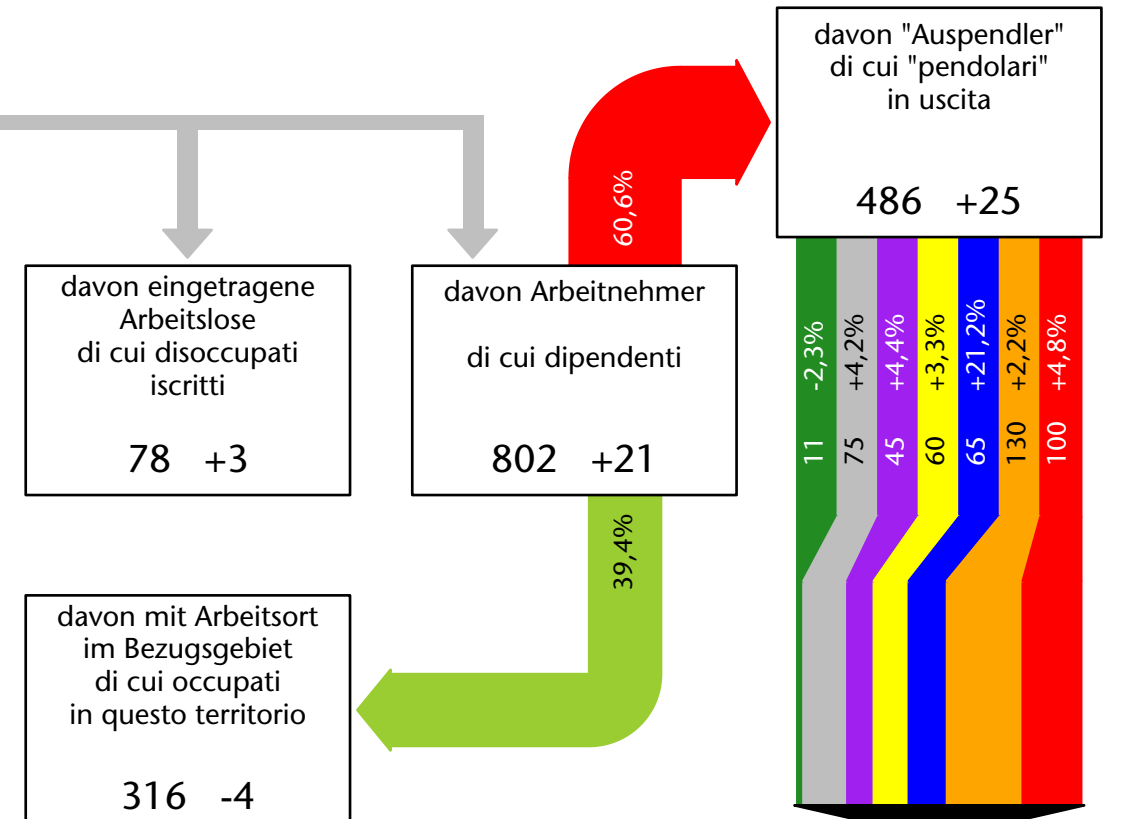 davon "Auspendler"
di cui "pendolari"
in uscita
486 +25
60,6%
davon eingetragene
Arbeitslose
di cui disoccupati
iscritti
78 +3
davon Arbeitnehmer
di cui dipendenti
802 +21
11 -2,3%
75 +4,2%
45 +4,4%
60 +3,3%
65 +21,2%
130 +2,2%
100 +4,8%
39,4%
davon mit Arbeitsort
im Bezugsgebiet
di cui occupati
in questo territorio
316 -4